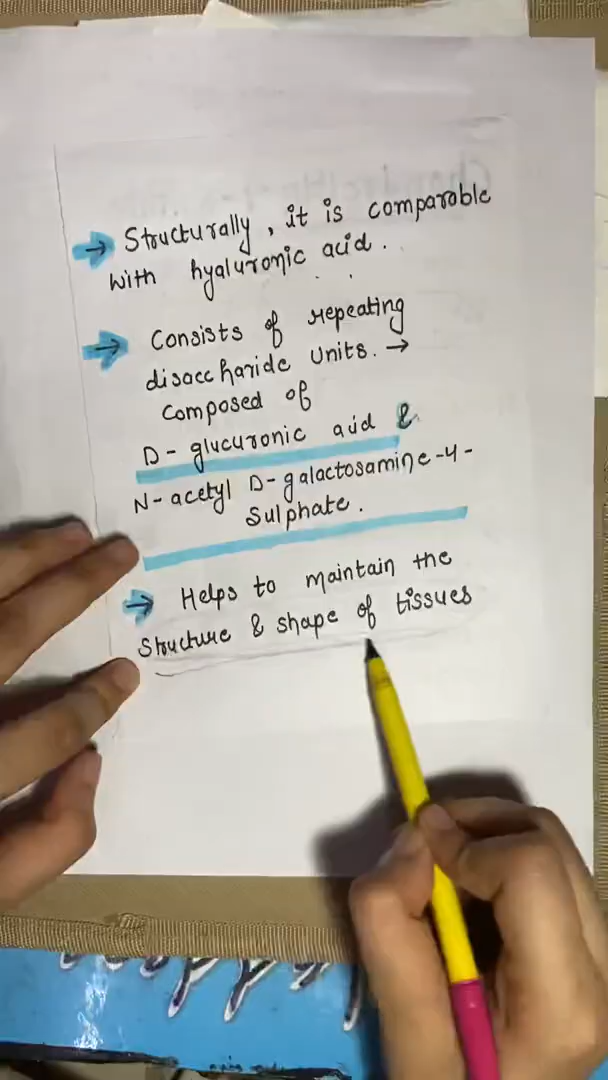 → Structurally, it is comparable
with hyaluronic acid.
→ Consists of repeating
disaccharide units. →
Composed of
D- glucuronic acid &
N- acetyl D-galactosamine-4-
Sulphate.
→ Helps to maintain the
Structure & shape of tissues